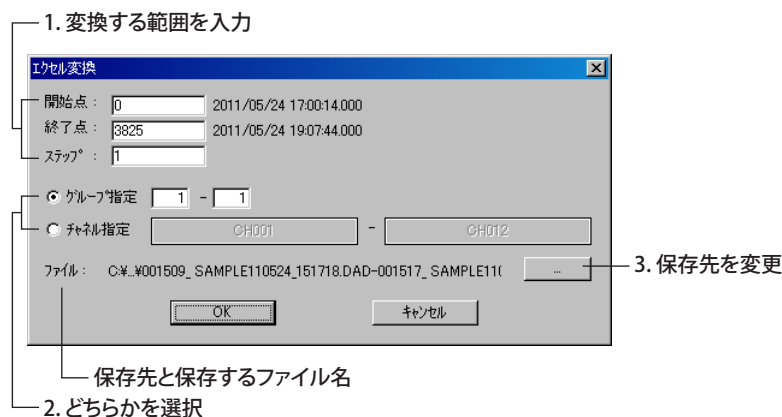 1. 変換する範囲を入力
エクセル変換
開始点： 0 2011/05/24 17:00:14.000
終了点： 3825 2011/05/24 19:07:44.000
ステップ： 1
グループ指定 1 - 1
チャネル指定 CH001 - CH012
ファイル： C:¥...¥001509_ SAMPLE110524_151718.DAD-001517_ SAMPLE11( ...
3. 保存先を変更
OK キャンセル
保存先と保存するファイル名
2. どちらかを選択